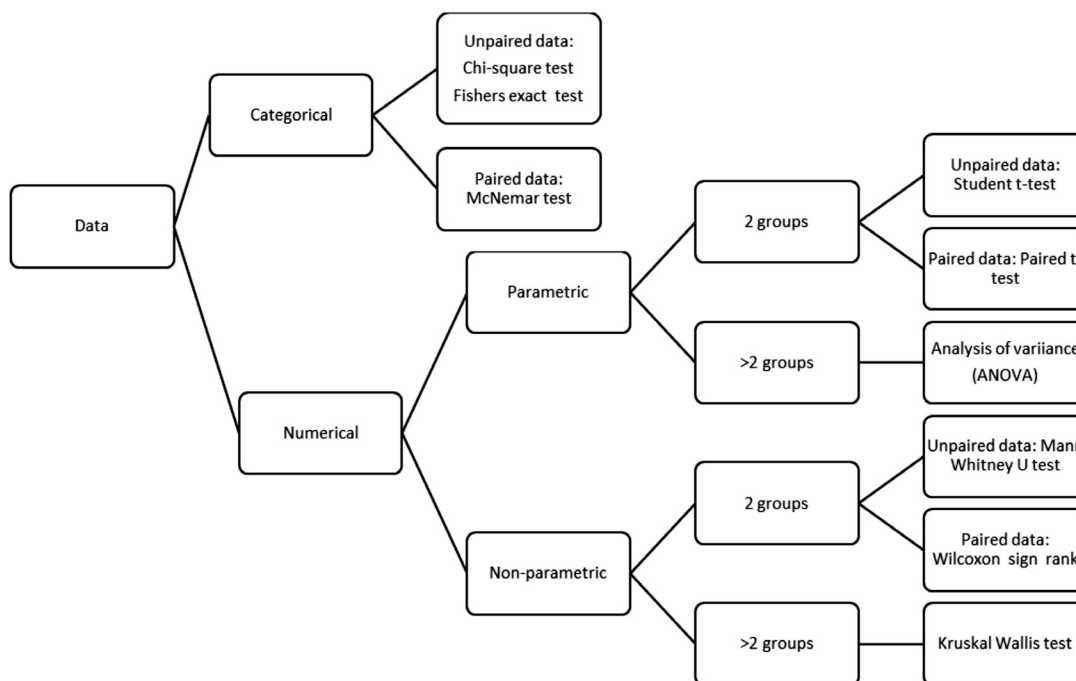 Data
Categorical
Unpaired data:
Chi-square test
Fishers exact test
Paired data:
McNemar test
Numerical
Parametric
2 groups
Unpaired data:
Student t-test
Paired data: Paired t
test
>2 groups
Analysis of variiance
(ANOVA)
Non-parametric
2 groups
Unpaired data: Mann
Whitney U test
Paired data:
Wilcoxon sign rank
>2 groups
Kruskal Wallis test